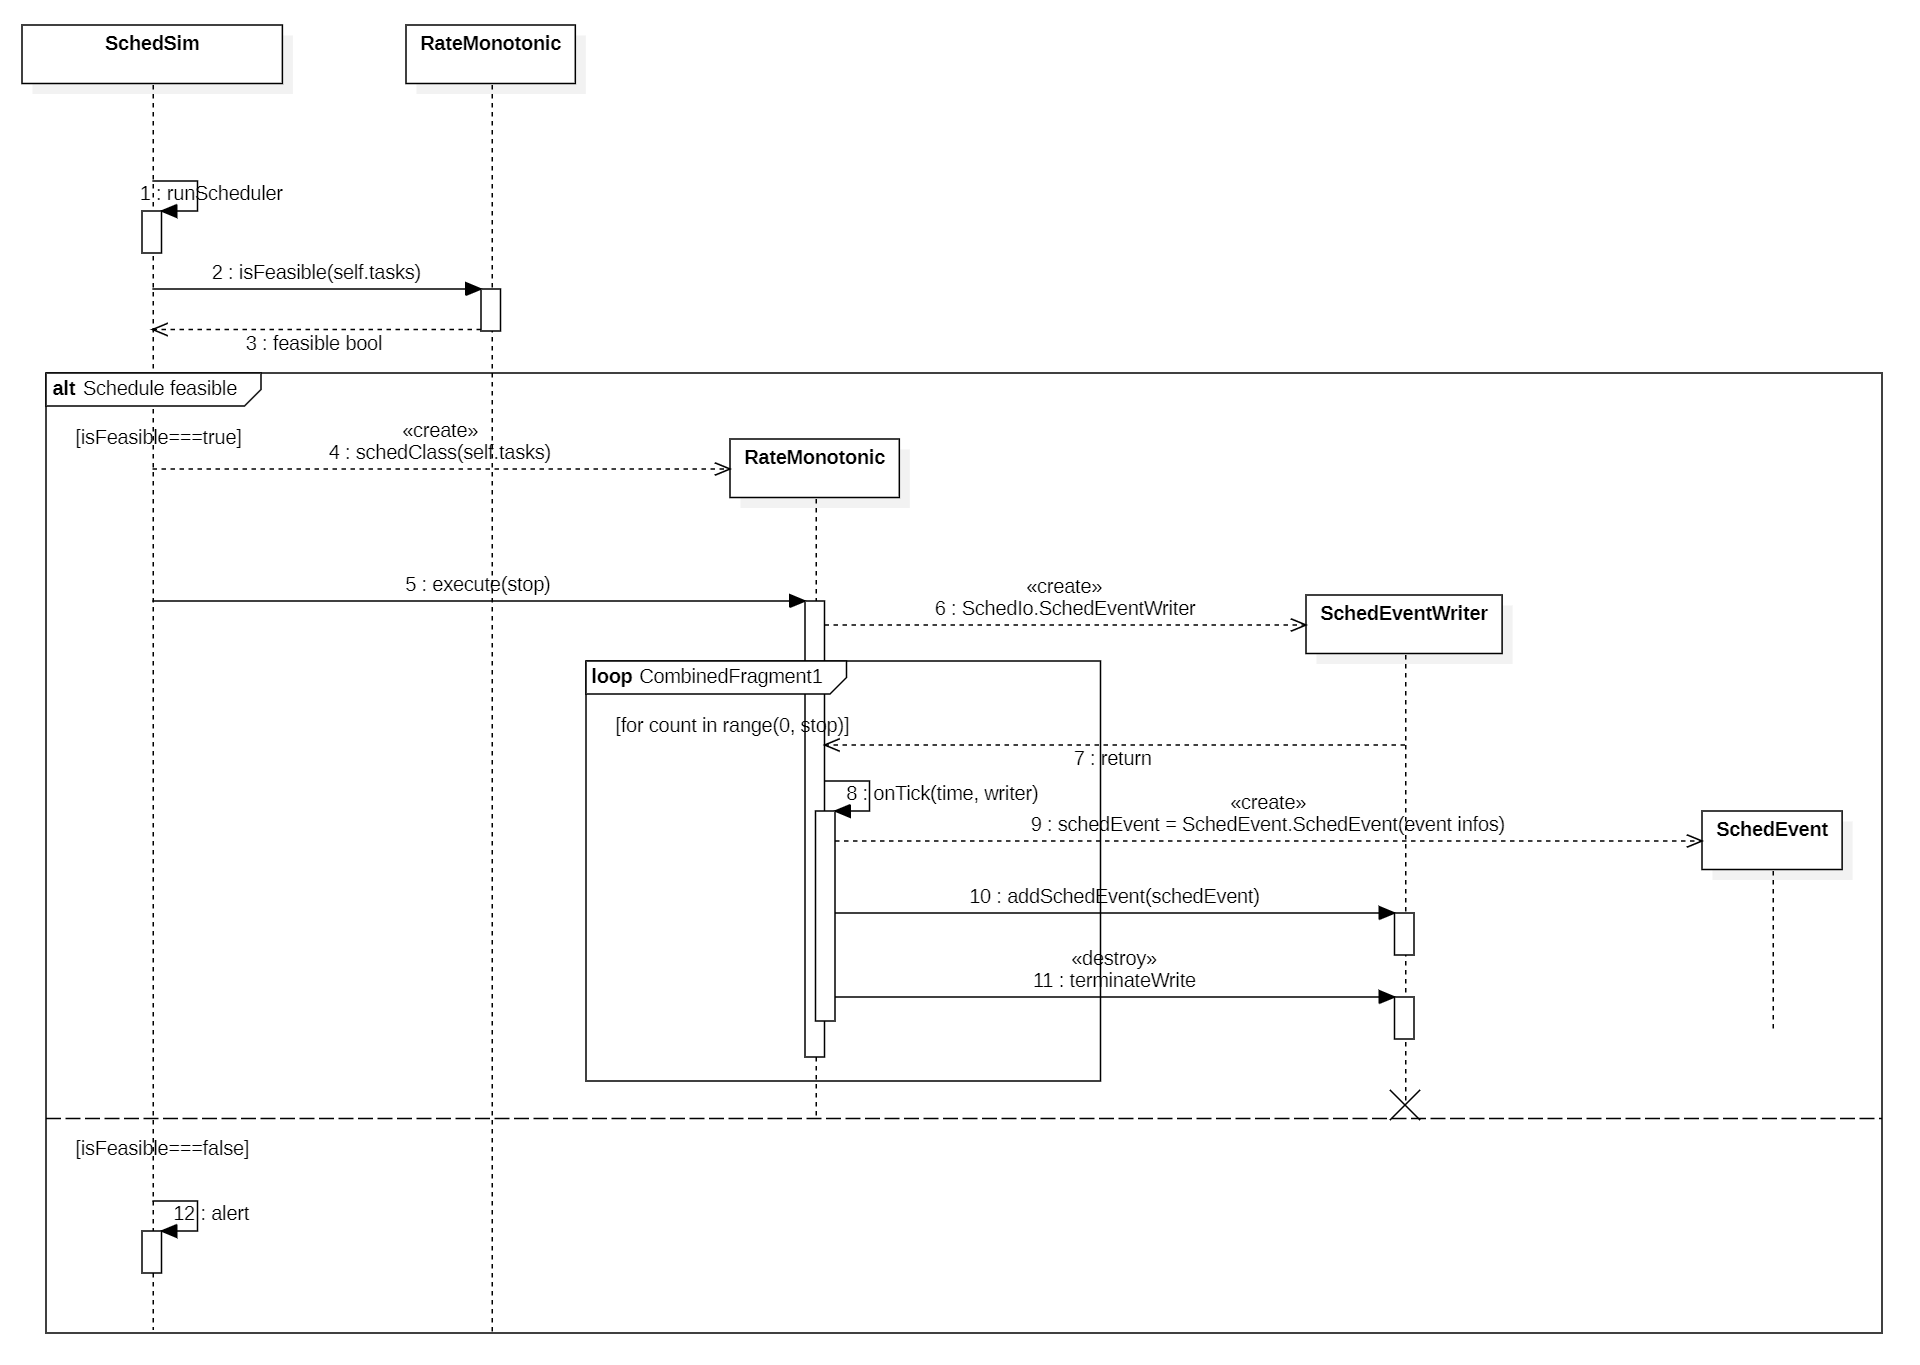 SchedSim
RateMonotonic
1 : runScheduler
2 : isFeasible(self.tasks)
3 : feasible bool
alt Schedule feasible
[isFeasible===true]
«create»
4 : schedClass(self.tasks)
RateMonotonic
5 : execute(stop)
«create»
6 : SchedIo.SchedEventWriter
SchedEventWriter
loop CombinedFragment1
[for count in range(0, stop)]
7 : return
8 : onTick(time, writer)
«create»
9 : schedEvent = SchedEvent.SchedEvent(event infos)
SchedEvent
10 : addSchedEvent(schedEvent)
«destroy»
11 : terminateWrite
[isFeasible===false]
12 : alert